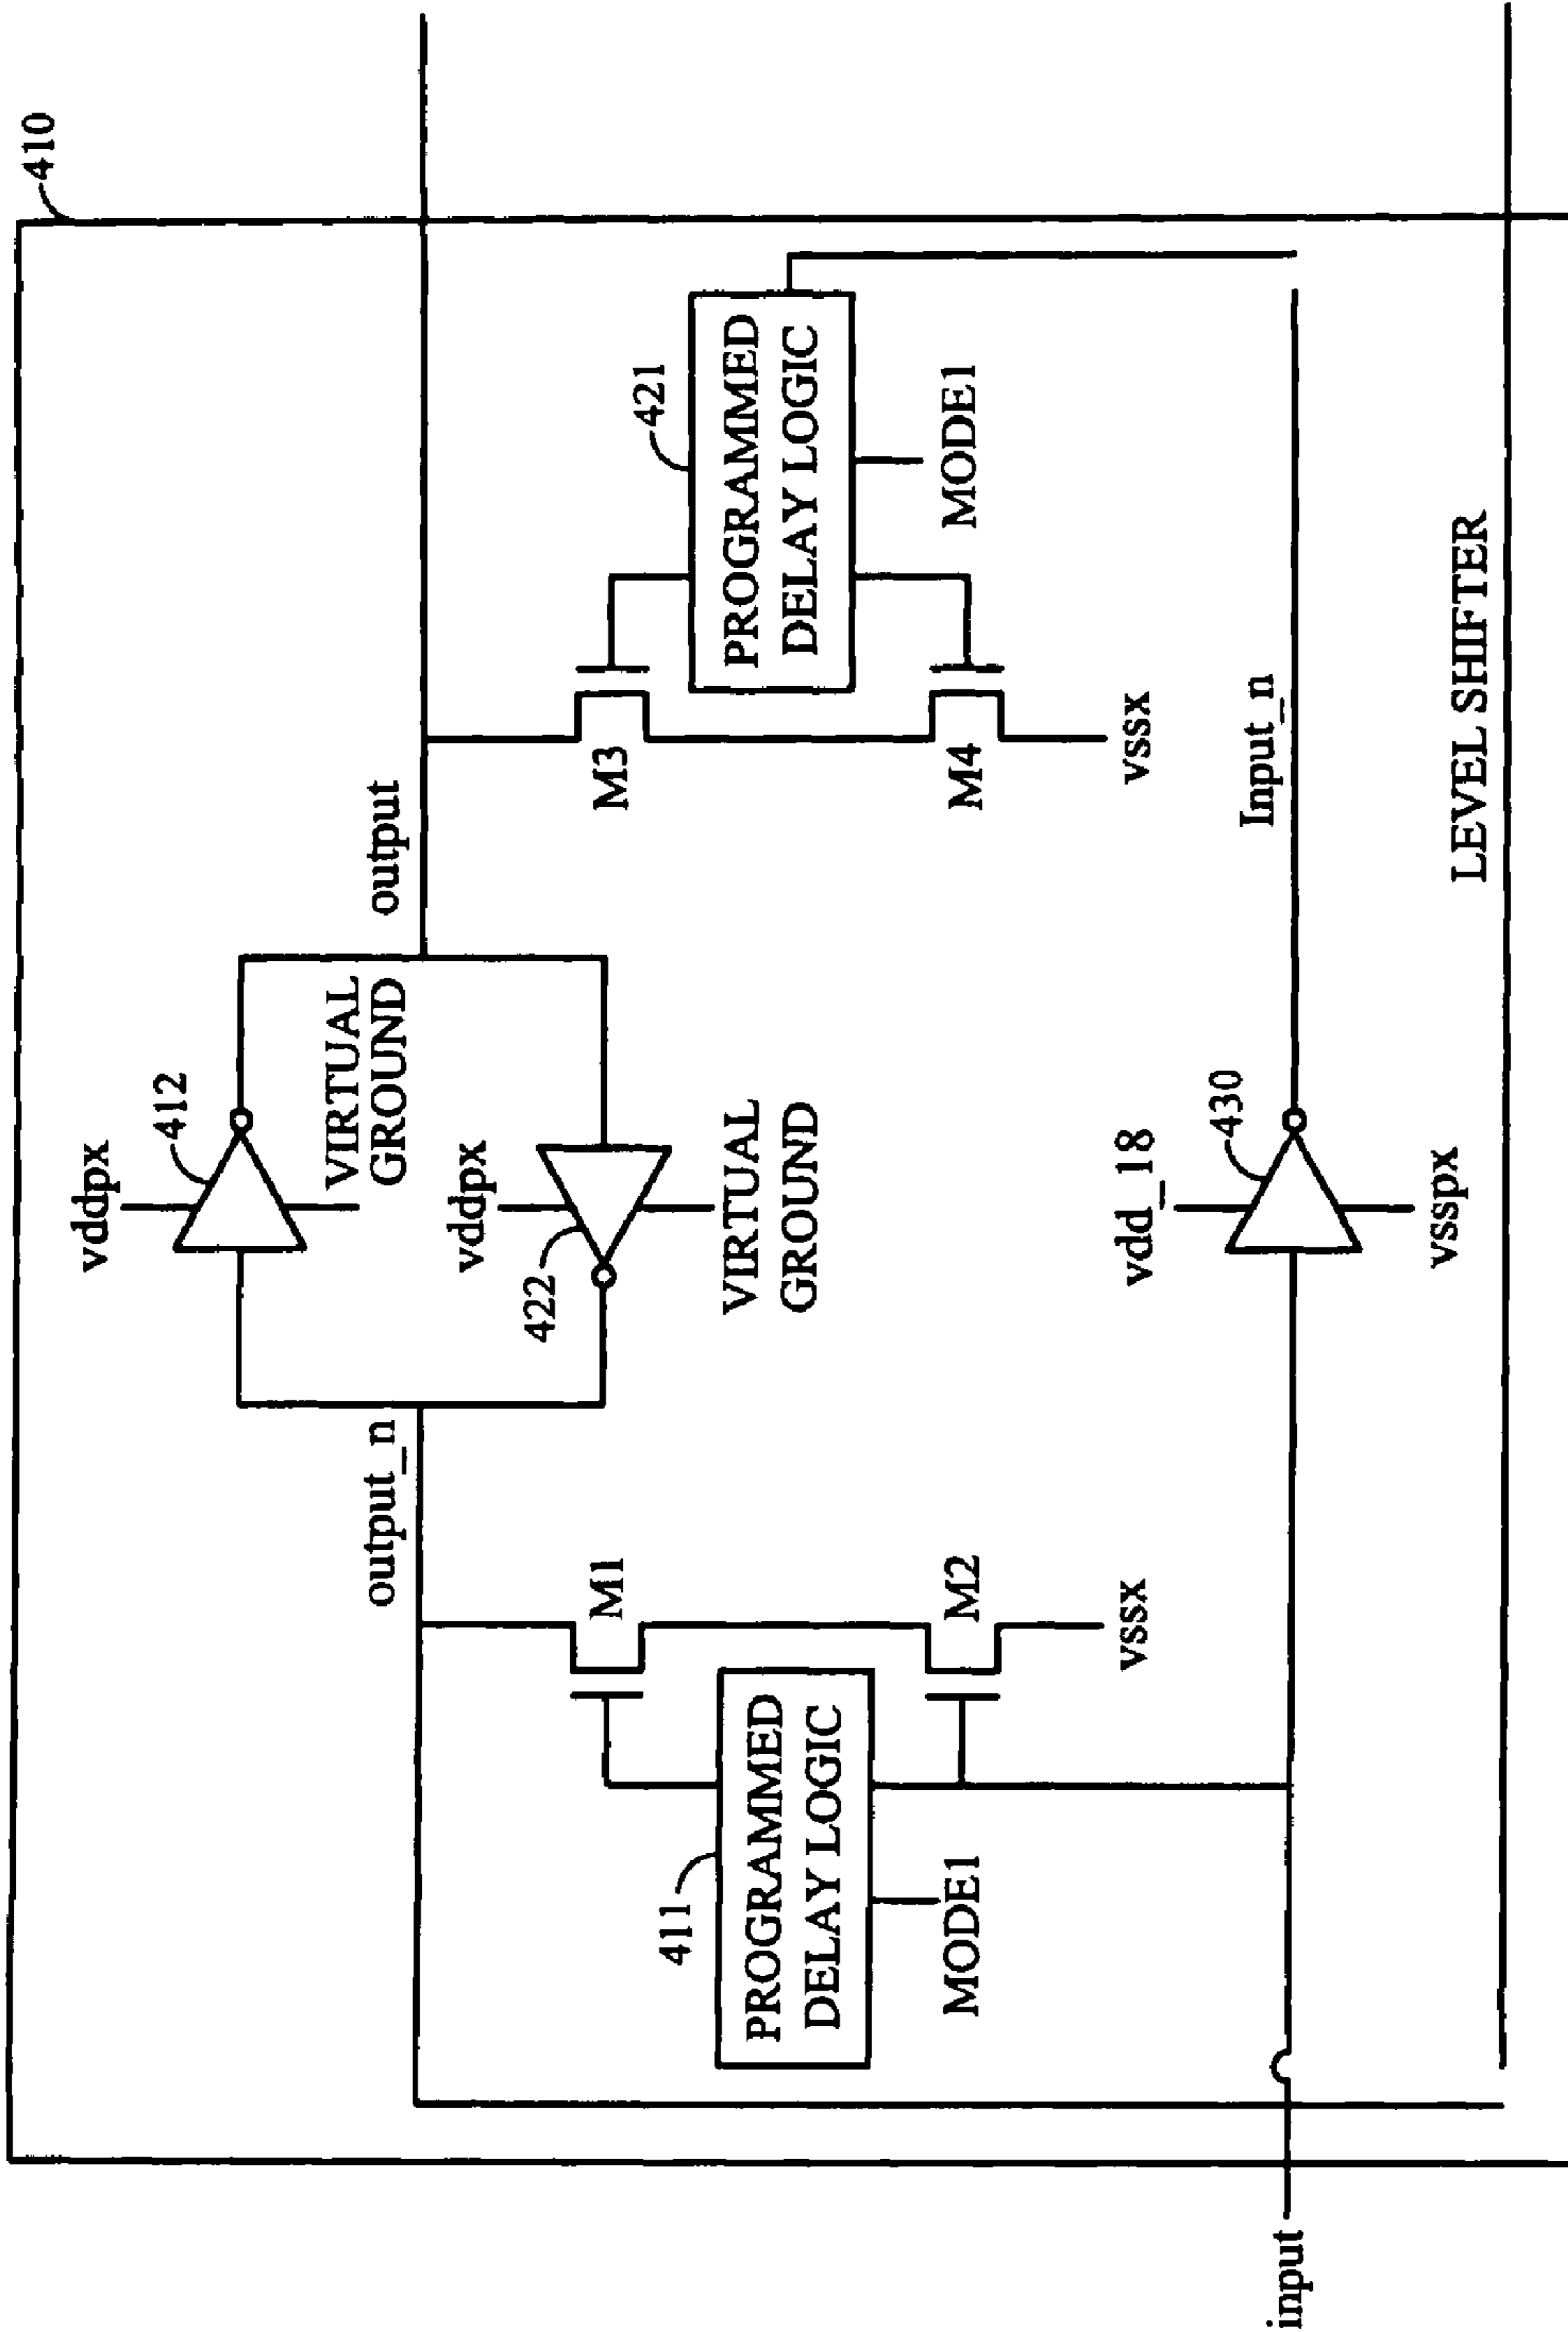 410
vddpx
412
VIRTUAL
GROUND
output_n
output
vddpx
422
VIRTUAL
GROUND
M1
M3
411
PROGRAMMED
DELAY LOGIC
421
PROGRAMMED
DELAY LOGIC
M2
M4
MODE1
MODE1
vssx
vssx
vdd_18
430
Input_n
input
vsspx
LEVEL SHIFTER